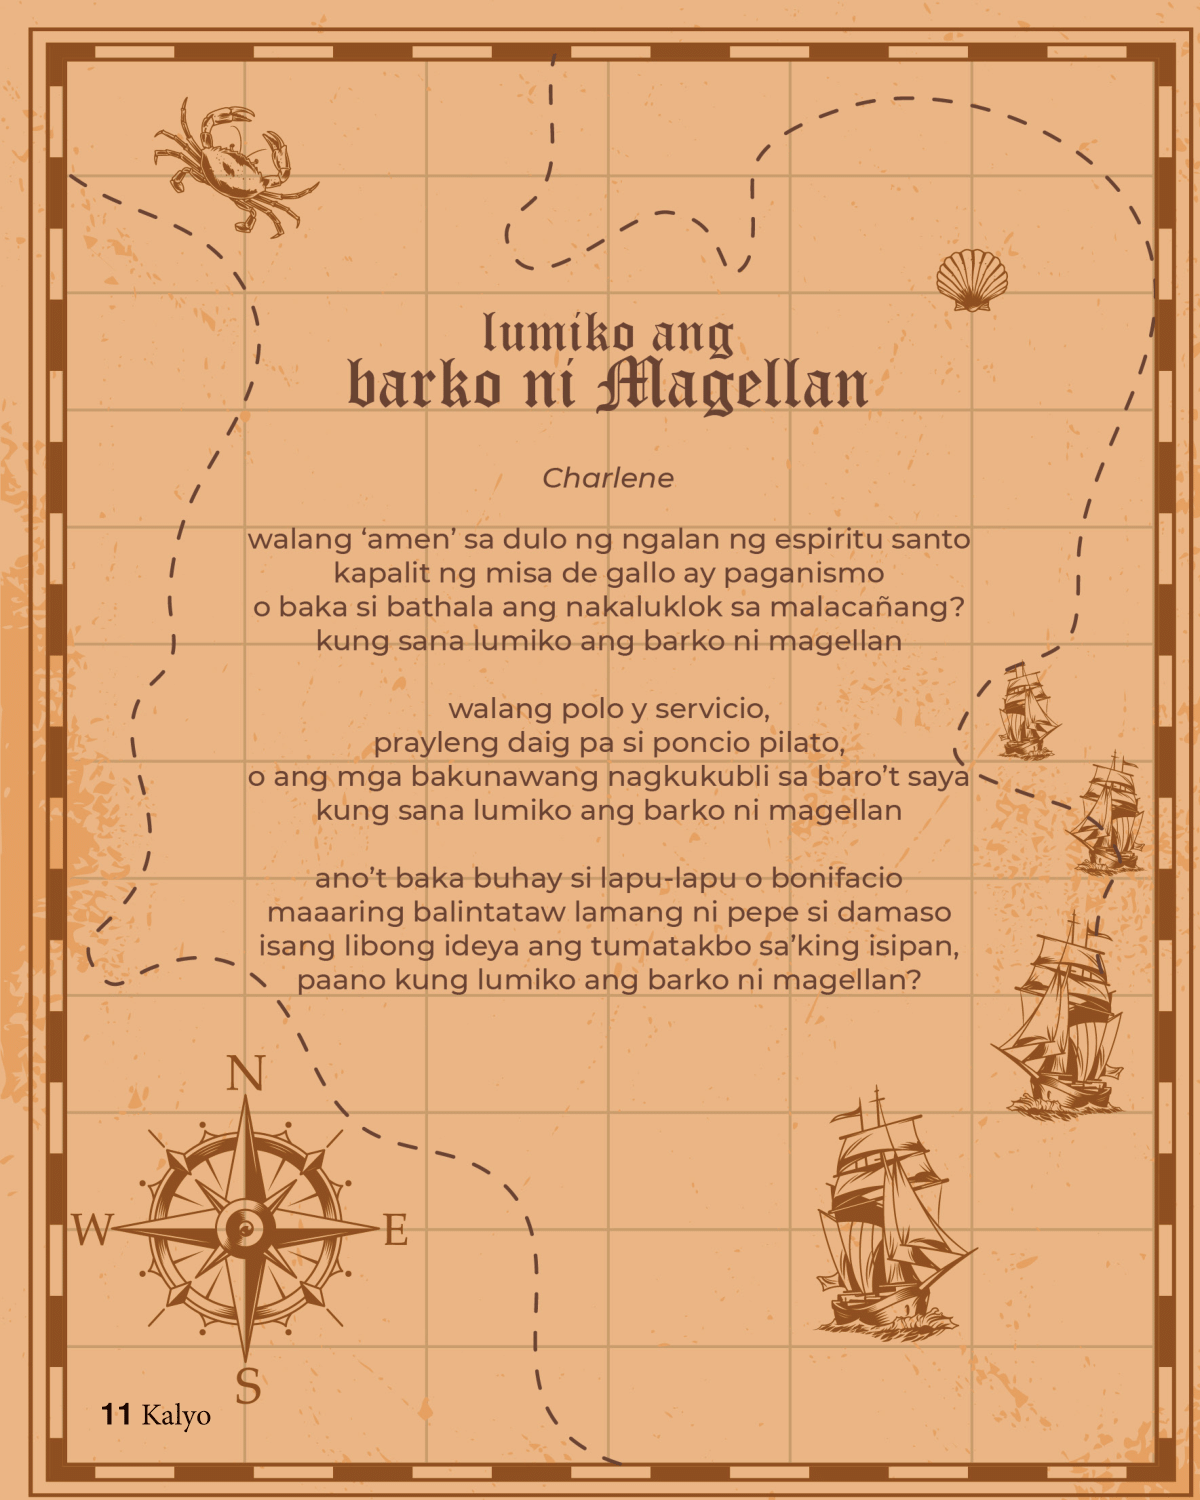 lumiko ang
barko ni Magellan
Charlene
walang ‘amen’ sa dulo ng ngalan ng espiritu santo
kapalit ng misa de gallo ay paganismo
o baka si bathala ang nakaluklok sa malacañang?
kung sana lumiko ang barko ni magellan
walang polo y servicio,
prayleng daig pa si poncio pilato,
o ang mga bakunawang nagkukubli sa baro’t saya
kung sana lumiko ang barko ni magellan
ano’t baka buhay si lapu-lapu o bonifacio
maaaring balintataw lamang ni pepe si damaso
isang libong ideya ang tumatakbo sa’king isipan,
paano kung lumiko ang barko ni magellan?
N
W E
S
11 Kalyo